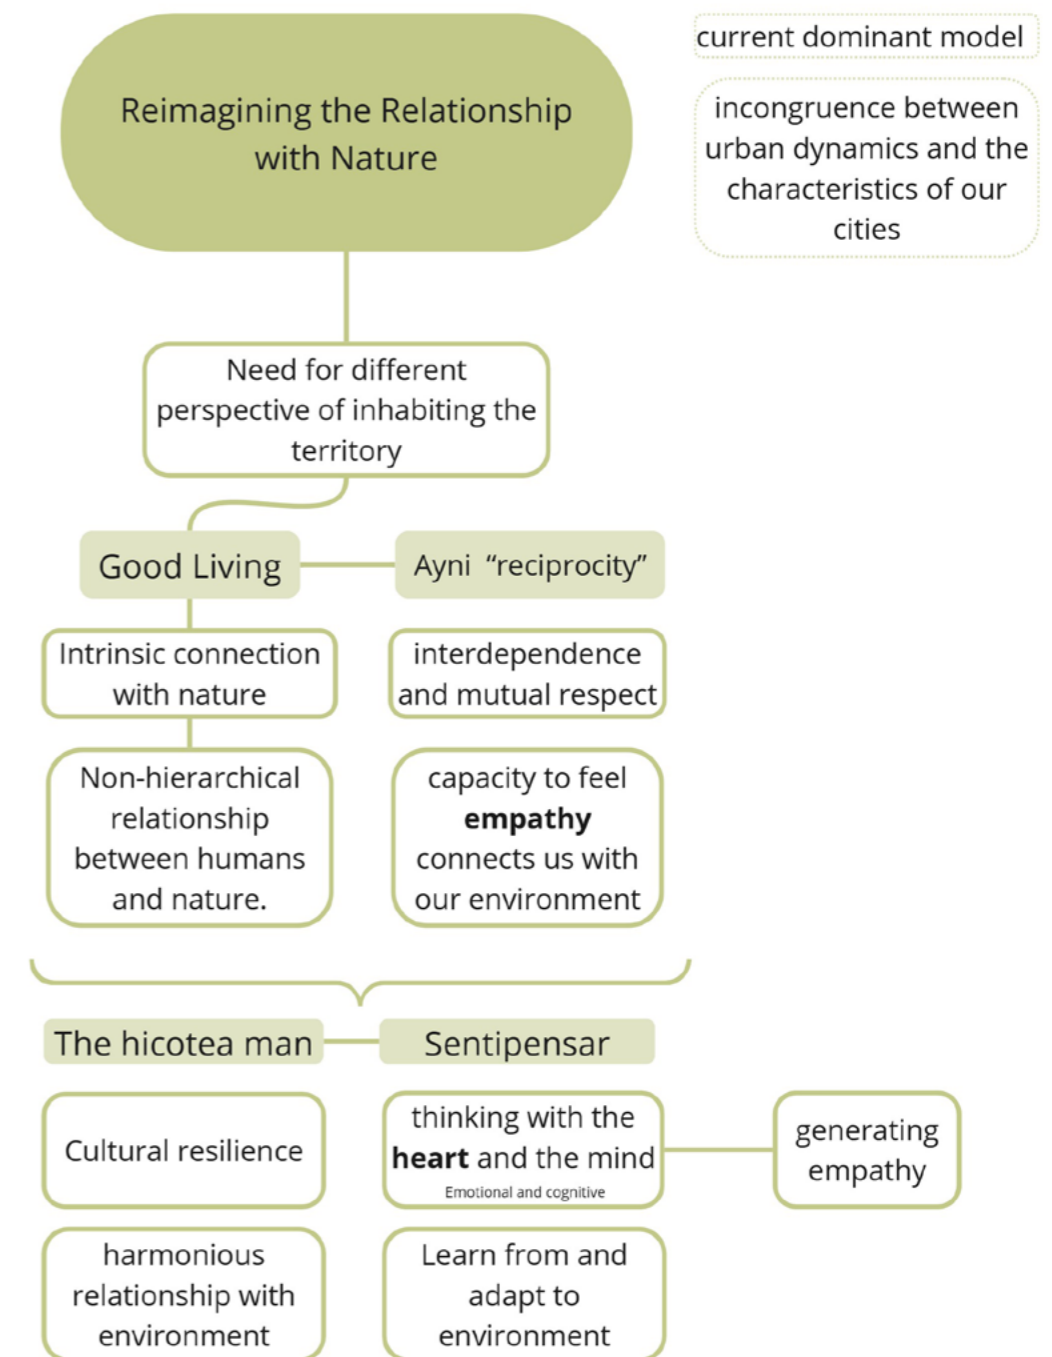 Reimagining the Relationship
with Nature
current dominant model
incongruence between
urban dynamics and the
characteristics of our
cities
Need for different
perspective of inhabiting the
territory
Good Living
Ayni “reciprocity”
Intrinsic connection
with nature
interdependence
and mutual respect
Non-hierarchical
relationship
between humans
and nature.
capacity to feel
empathy
connects us with
our environment
The hicotea man
Sentipensar
Cultural resilience
thinking with the
heart and the mind
Emotional and cognitive
generating
empathy
harmonious
relationship with
environment
Learn from and
adapt to
environment